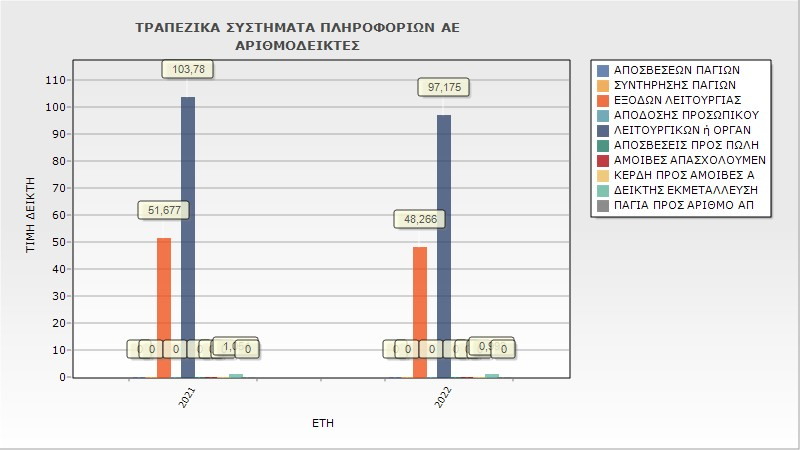 ΤΡΑΠΕΖΙΚΑ ΣΥΣΤΗΜΑΤΑ ΠΛΗΡΟΦΟΡΙΩΝ ΑΕ
ΑΡΙΘΜΟΔΕΙΚΤΕΣ
ΤΙΜΗ ΔΕΙΚΤΗ
110
100
90
80
70
60
50
40
30
20
10
0
103,78
97,175
51,677
48,266
0
0
0
0
0
0
0
0
2021
2022
ΕΤΗ
ΑΠΟΣΒΕΣΕΩΝ ΠΑΓΙΩΝ
ΣΥΝΤΗΡΗΣΗΣ ΠΑΓΙΩΝ
ΕΞΟΔΩΝ ΛΕΙΤΟΥΡΓΙΑΣ
ΑΠΟΔΟΣΗΣ ΠΡΟΣΩΠΙΚΟΥ
ΛΕΙΤΟΥΡΓΙΚΩΝ ή ΟΡΓΑΝ
ΑΠΟΣΒΕΣΕΙΣ ΠΡΟΣ ΠΩΛΗ
ΑΜΟΙΒΕΣ ΑΠΑΣΧΟΛΟΥΜΕΝ
ΚΕΡΔΗ ΠΡΟΣ ΑΜΟΙΒΕΣ Α
ΔΕΙΚΤΗΣ ΕΚΜΕΤΑΛΛΕΥΣΗ
ΠΑΓΙΑ ΠΡΟΣ ΑΡΙΘΜΟ ΑΠ